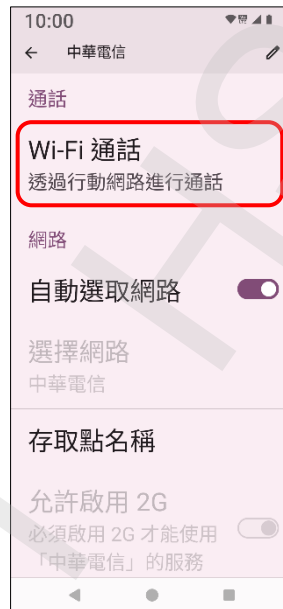 10:00
中華電信
通話
Wi-Fi 通話
透過行動網路進行通話
網路
自動選取網路
選擇網路
中華電信
存取點名稱
允許啟用 2G
必須啟用 2G 才能使用
「中華電信」的服務